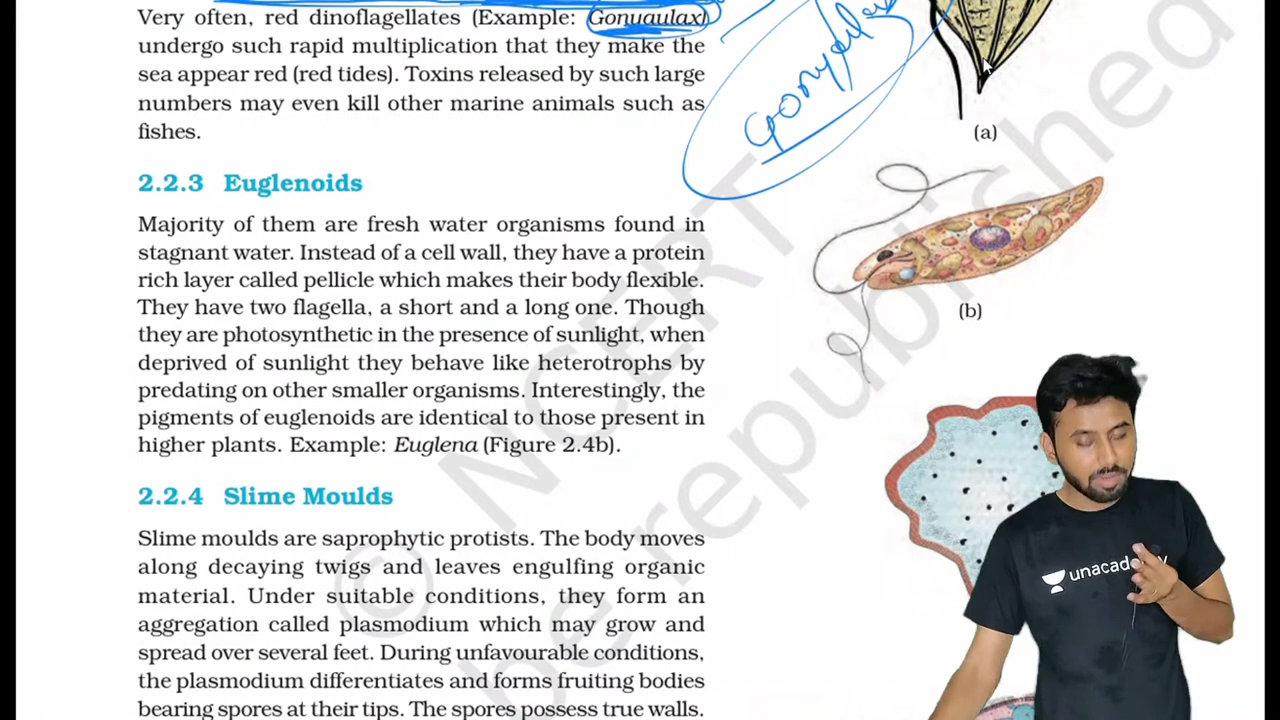 Very often, red dinoflagellates (Example: Gonyaulax)
undergo such rapid multiplication that they make the
sea appear red (red tides). Toxins released by such large
numbers may even kill other marine animals such as
fishes.
Gonyaulax
(a)
2.2.3 Euglenoids
Majority of them are fresh water organisms found in
stagnant water. Instead of a cell wall, they have a protein
rich layer called pellicle which makes their body flexible.
They have two flagella, a short and a long one. Though
they are photosynthetic in the presence of sunlight, when
deprived of sunlight they behave like heterotrophs by
predating on other smaller organisms. Interestingly, the
pigments of euglenoids are identical to those present in
higher plants. Example: Euglena (Figure 2.4b).
(b)
2.2.4 Slime Moulds
Slime moulds are saprophytic protists. The body moves
along decaying twigs and leaves engulfing organic
material. Under suitable conditions, they form an
aggregation called plasmodium which may grow and
spread over several feet. During unfavourable conditions,
the plasmodium differentiates and forms fruiting bodies
bearing spores at their tips. The spores possess true walls.
© NCERT
be republished
unacademy